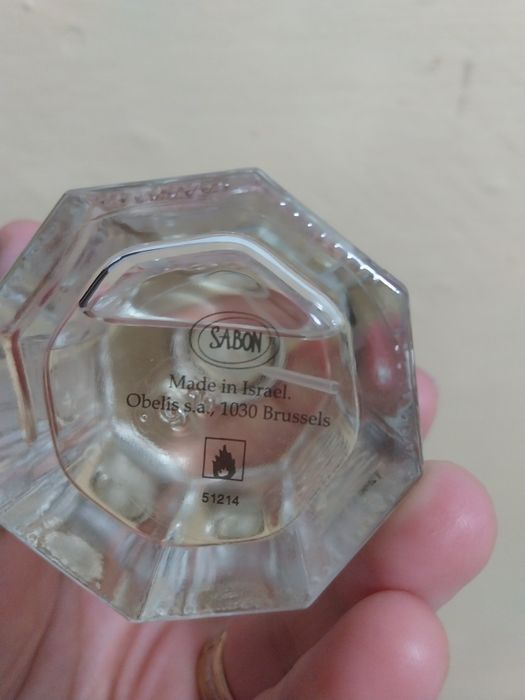 SABON
Made in Israel.
Obelis s.a., 1030 Brussels
51214